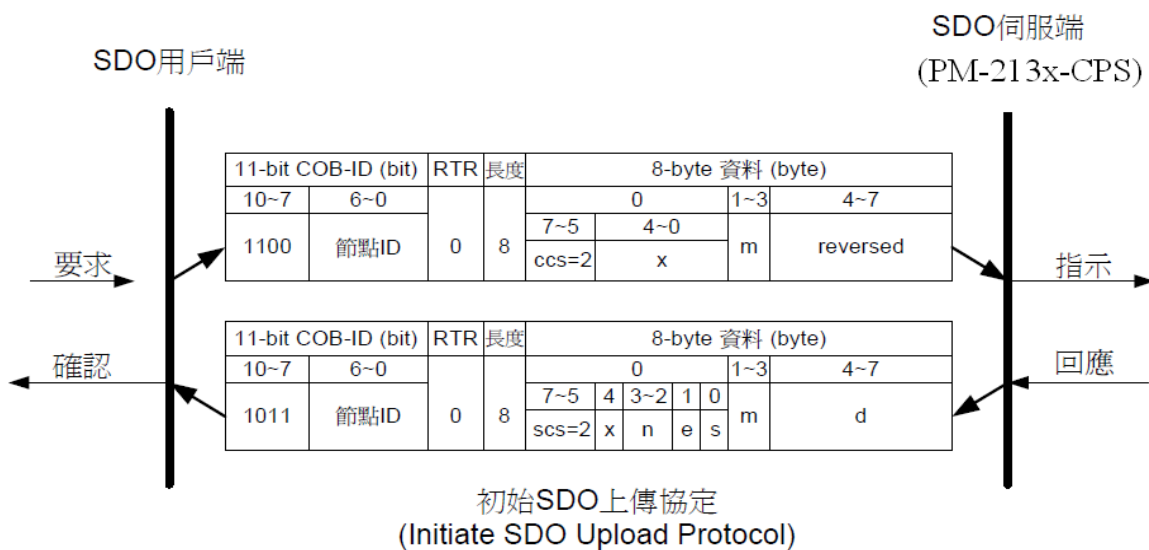 SDO用戶端
SDO伺服端
(PM-213x-CPS)
11-bit COB-ID (bit) RTR 長度 8-byte 資料 (byte)
10~7 6~0 0 1~3 4~7
7~5 4~0
1100 節點ID 0 8 ccs=2 x m reversed
要求
指示
11-bit COB-ID (bit) RTR 長度 8-byte 資料 (byte)
10~7 6~0 0 1~3 4~7
7~5 4 3~2 1 0
1011 節點ID 0 8 scs=2 x n e s m d
確認
回應
初始SDO上傳協定
(Initiate SDO Upload Protocol)